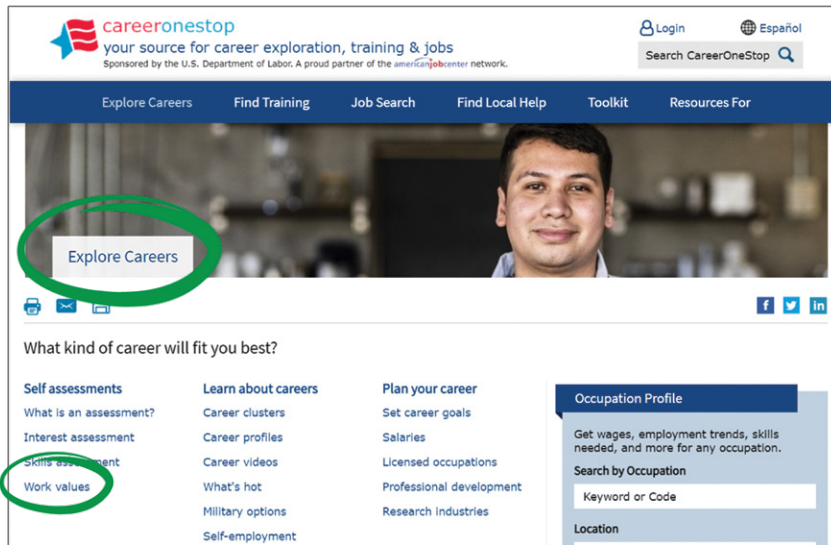 careeronestop
your source for career exploration, training & jobs
Sponsored by the U.S. Department of Labor. A proud partner of the americanjobcenter network.
Login
Español
Search CareerOneStop
Explore Careers
Find Training
Job Search
Find Local Help
Toolkit
Resources For
Explore Careers
f
in
What kind of career will fit you best?
Self assessments
What is an assessment?
Interest assessment
Skills assessment
Work values
Learn about careers
Career clusters
Career profiles
Career videos
What's hot
Military options
Self-employment
Plan your career
Set career goals
Salaries
Licensed occupations
Professional development
Research industries
Occupation Profile
Get wages, employment trends, skills
needed, and more for any occupation.
Search by Occupation
Keyword or Code
Location